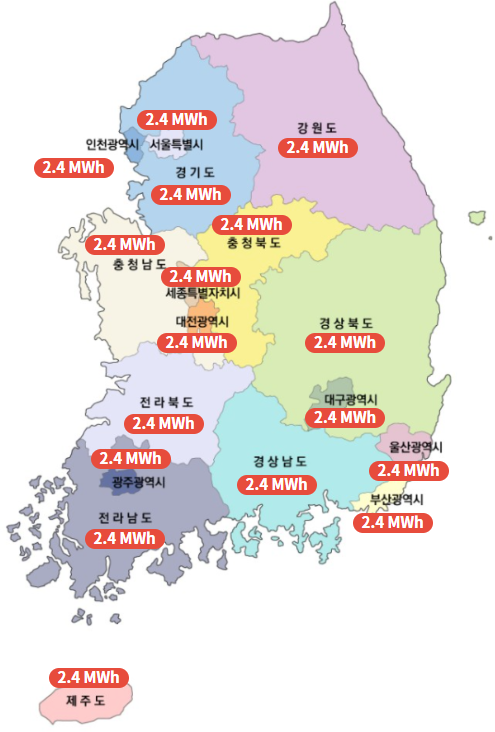 2.4 MWh
인천광역시 서울특별시
강 원 도
2.4 MWh
2.4 MWh
경 기 도
2.4 MWh
2.4 MWh
충 청 북 도
2.4 MWh
충 청 남 도
2.4 MWh
세종특별자치시
대전광역시
2.4 MWh
경 상 북 도
2.4 MWh
전 라 북 도
2.4 MWh
대구광역시
2.4 MWh
울산광역시
2.4 MWh
2.4 MWh
광주광역시
경 상 남 도
2.4 MWh
부산광역시
2.4 MWh
전 라 남 도
2.4 MWh
2.4 MWh
제 주 도